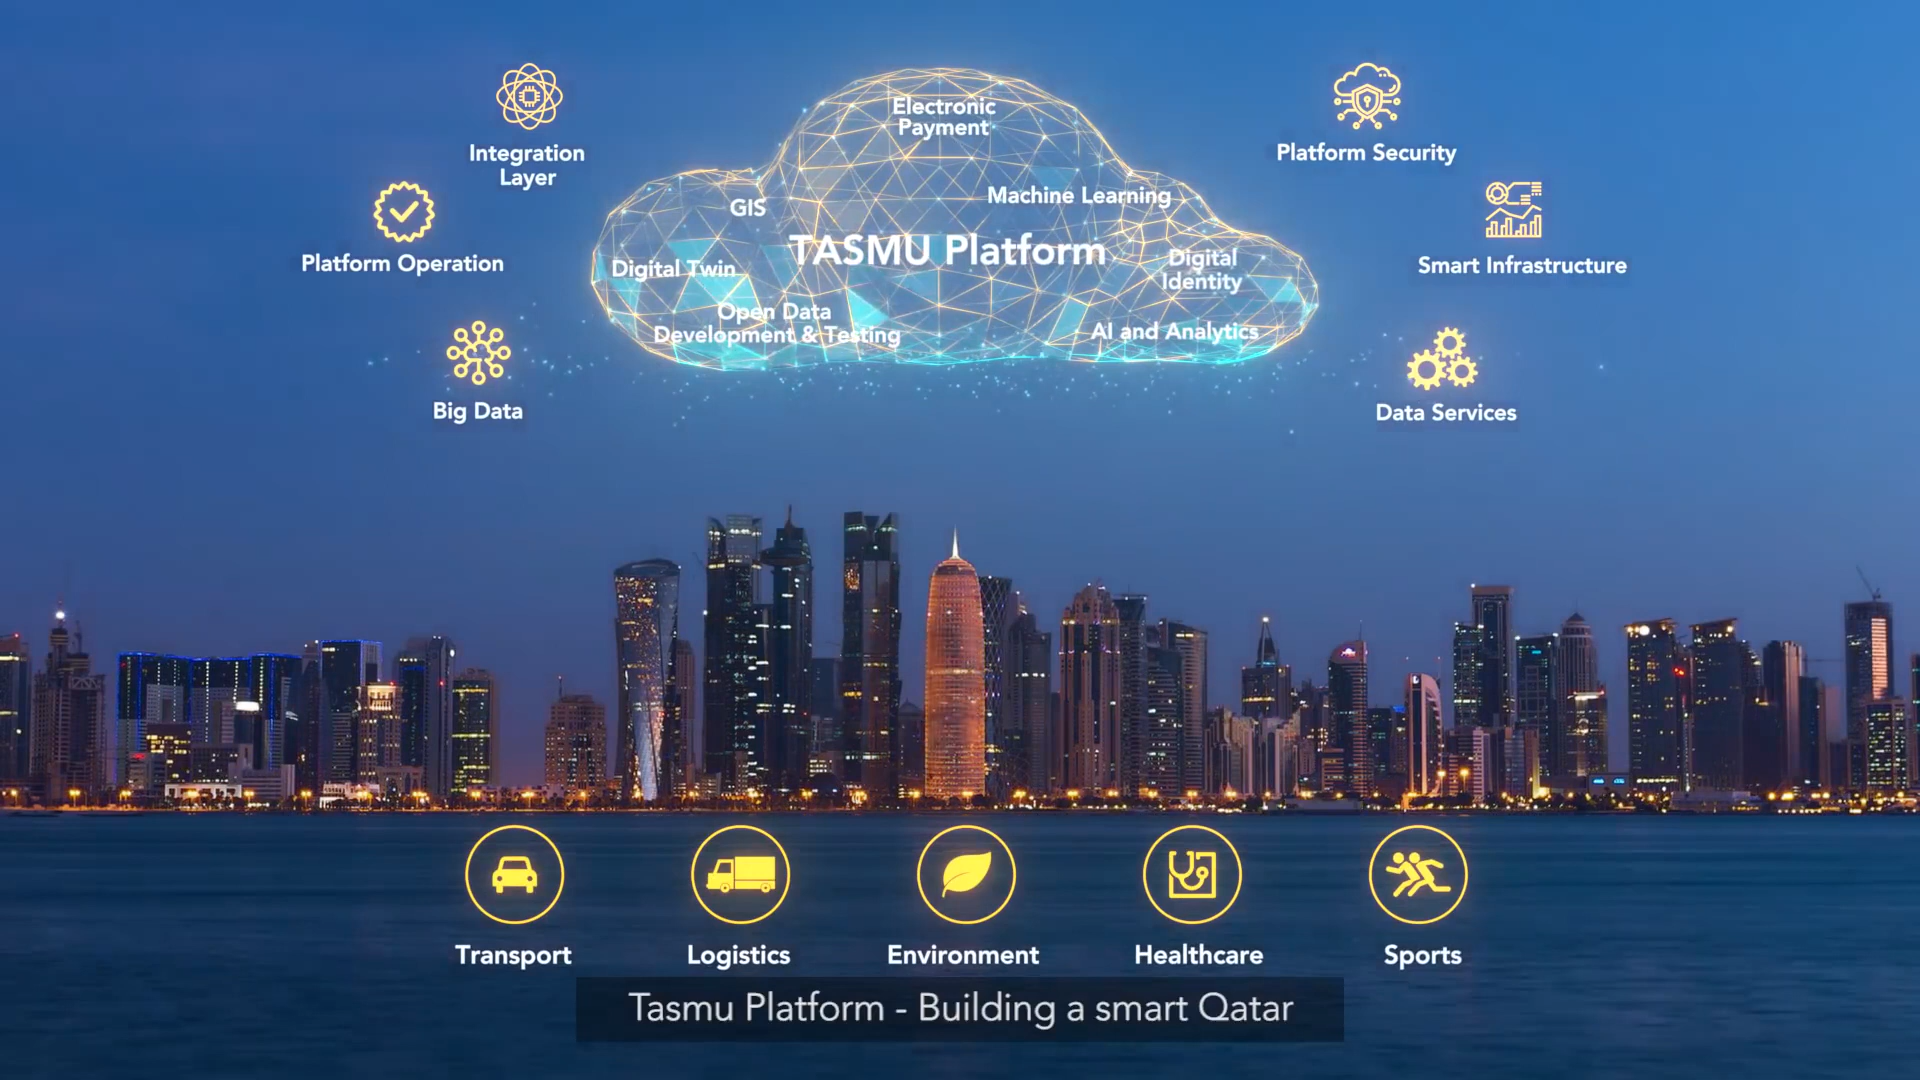 Electronic
Payment
Integration
Layer
Platform Security
Machine Learning
GIS
TASMU Platform
Platform Operation
Digital Twin
Digital
Identity
Smart Infrastructure
Open Data
Development & Testing
AI and Analytics
Big Data
Data Services
Transport
Logistics
Environment
Healthcare
Sports
Tasmu Platform - Building a smart Qatar